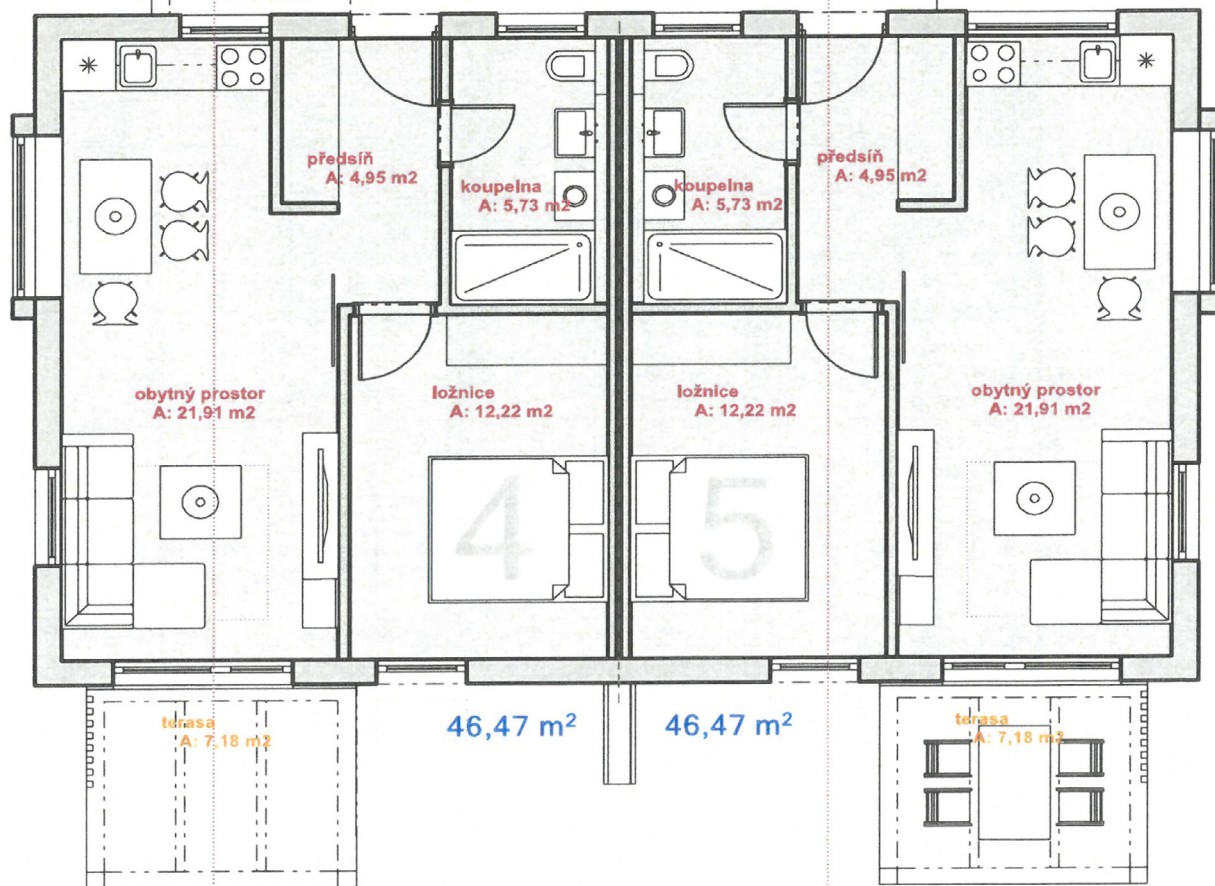 předsíň
A: 4,95 m2
koupelna
A: 5,73 m2
koupelna
A: 5,73 m2
předsíň
A: 4,95 m2
obytný prostor
A: 21,91 m2
ložnice
A: 12,22 m2
ložnice
A: 12,22 m2
obytný prostor
A: 21,91 m2
4
5
terasa
A: 7,18 m2
46,47 m²
46,47 m²
terasa
A: 7,18 m2